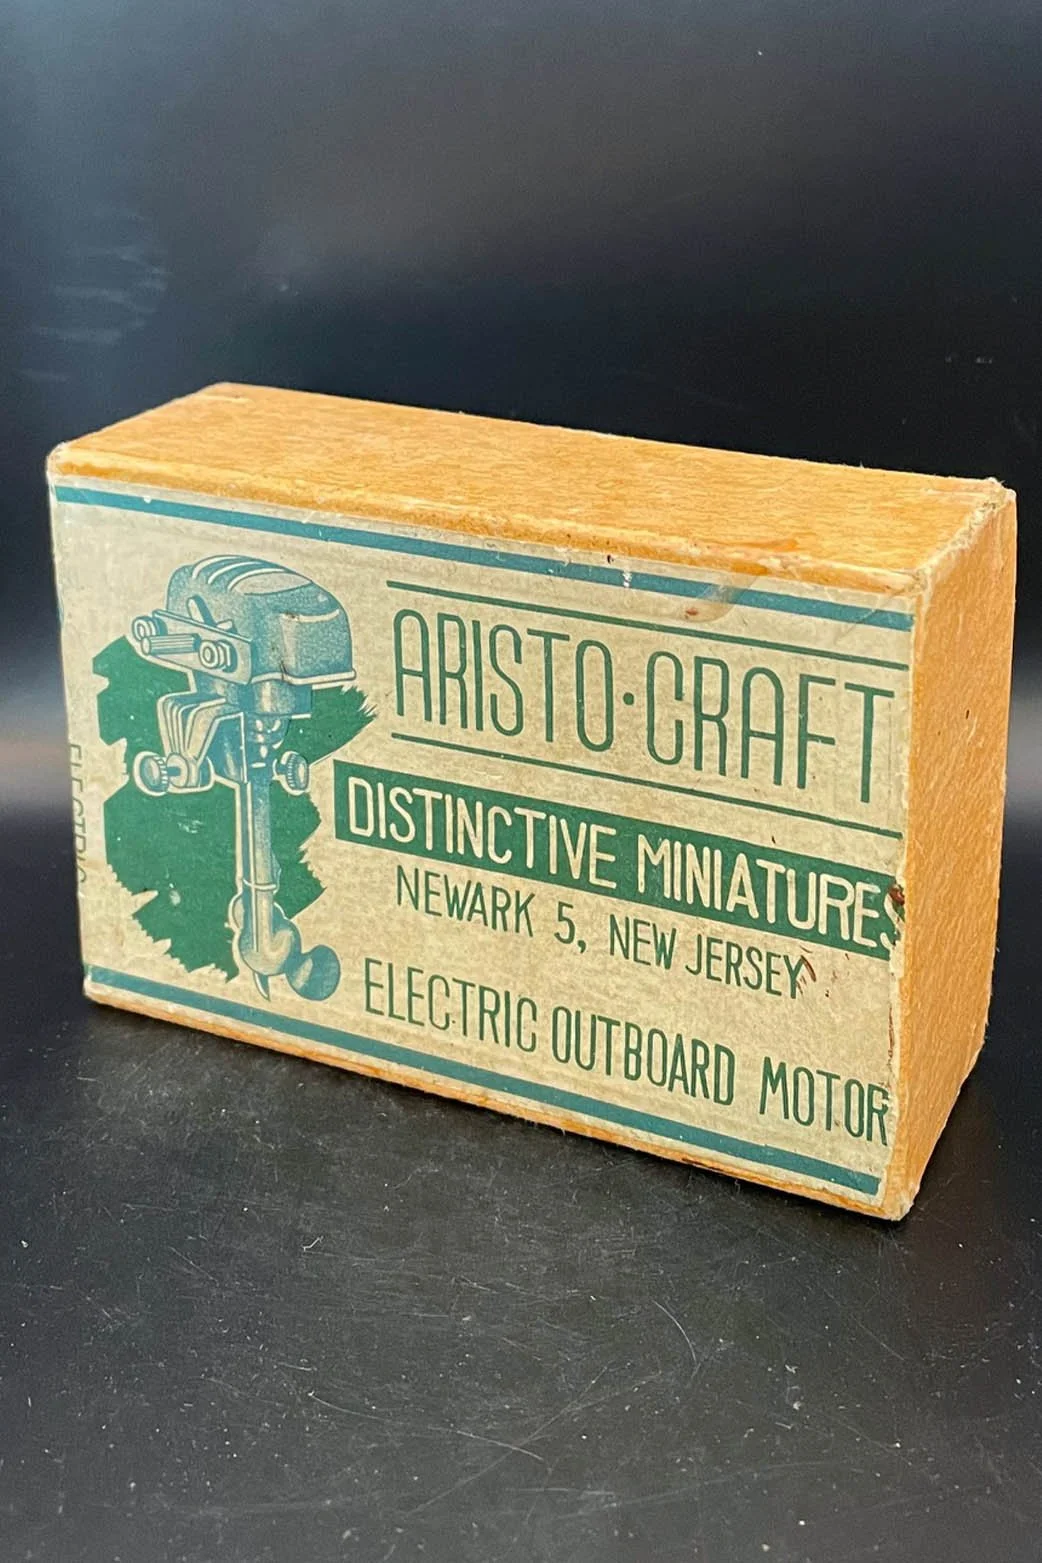 ARISTO·CRAFT
DISTINCTIVE MINIATURES
NEWARK 5, NEW JERSEY
ELECTRIC OUTBOARD MOTOR